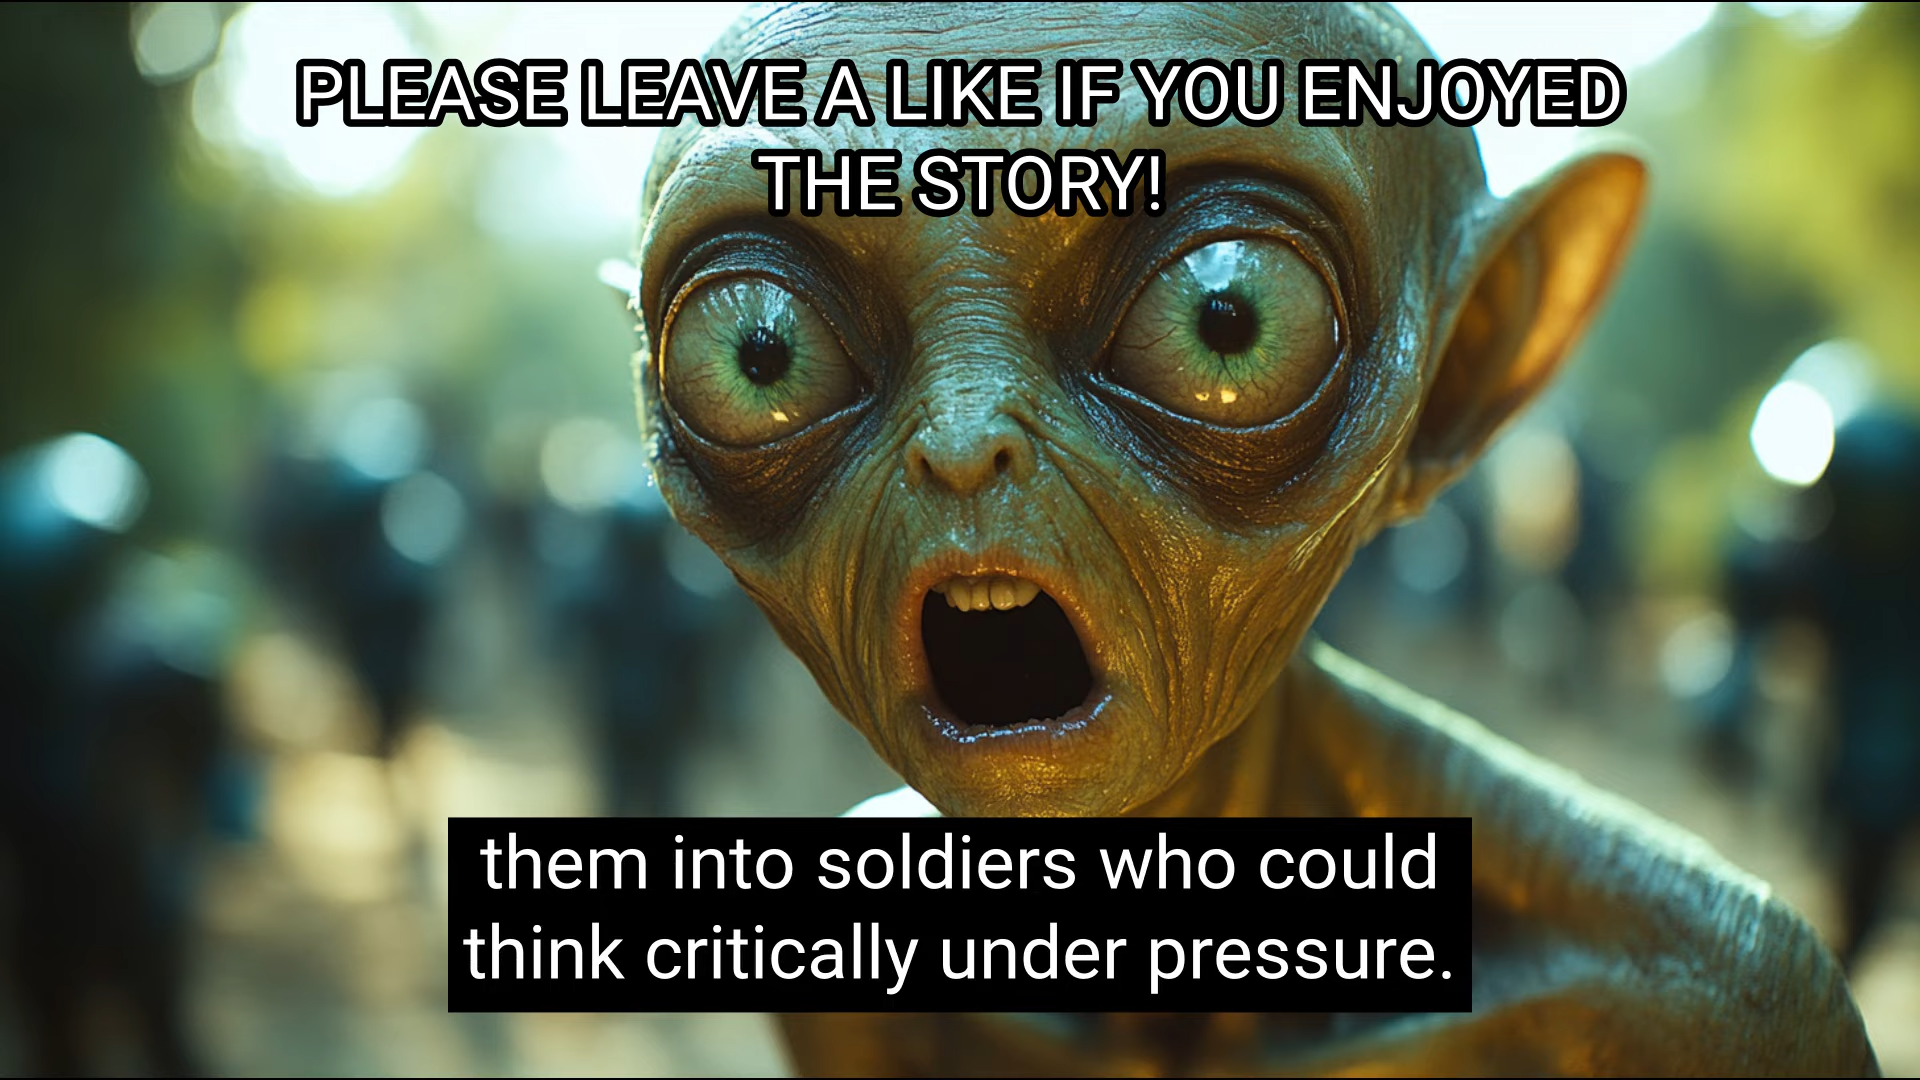 PLEASE LEAVE A LIKE IF YOU ENJOYED
THE STORY!
them into soldiers who could
think critically under pressure.